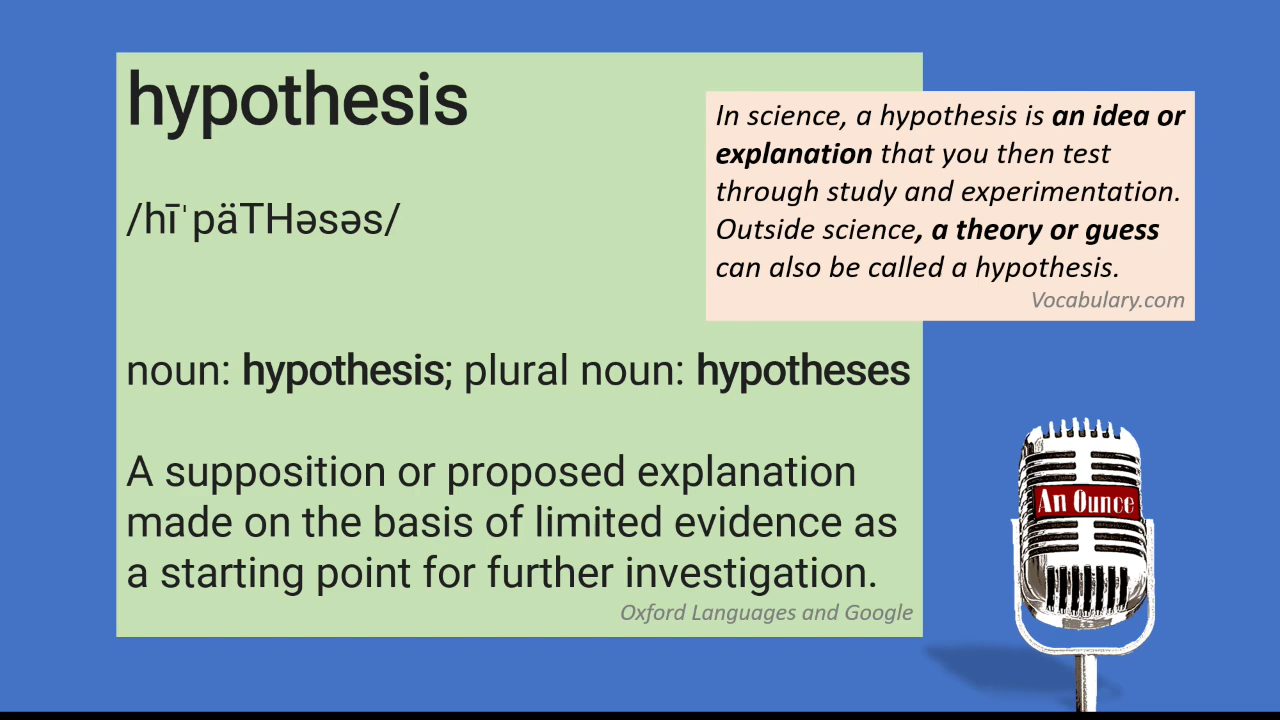 hypothesis
/hīˈpäTHəsəs/
noun: hypothesis; plural noun: hypotheses
A supposition or proposed explanation
made on the basis of limited evidence as
a starting point for further investigation.
Oxford Languages and Google
In science, a hypothesis is an idea or
explanation that you then test
through study and experimentation.
Outside science, a theory or guess
can also be called a hypothesis.
Vocabulary.com
An Ounce